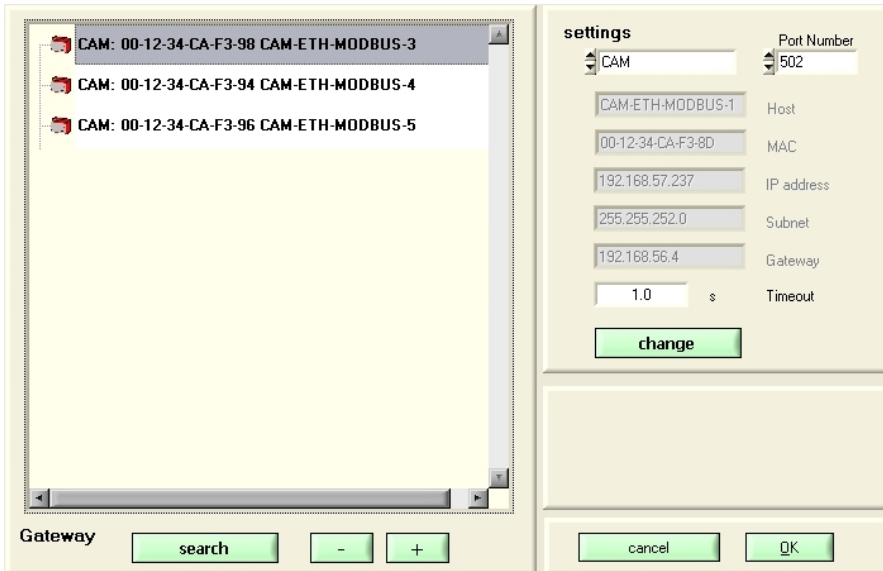 CAM: 00-12-34-CA-F3-98 CAM-ETH-MODBUS-3
CAM: 00-12-34-CA-F3-94 CAM-ETH-MODBUS-4
CAM: 00-12-34-CA-F3-96 CAM-ETH-MODBUS-5
Gateway
search
-
+
settings
Port Number
CAM
502
CAM-ETH-MODBUS-1 Host
00-12-34-CA-F3-8D MAC
192.168.57.237 IP address
255.255.252.0 Subnet
192.168.56.4 Gateway
1.0 s Timeout
change
cancel
OK